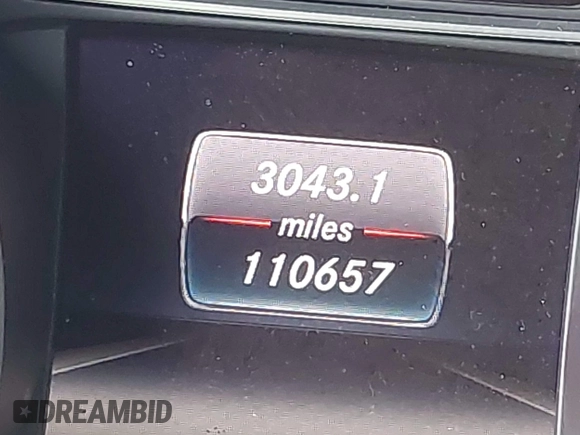 3043.1
miles
110657
DREAMBID